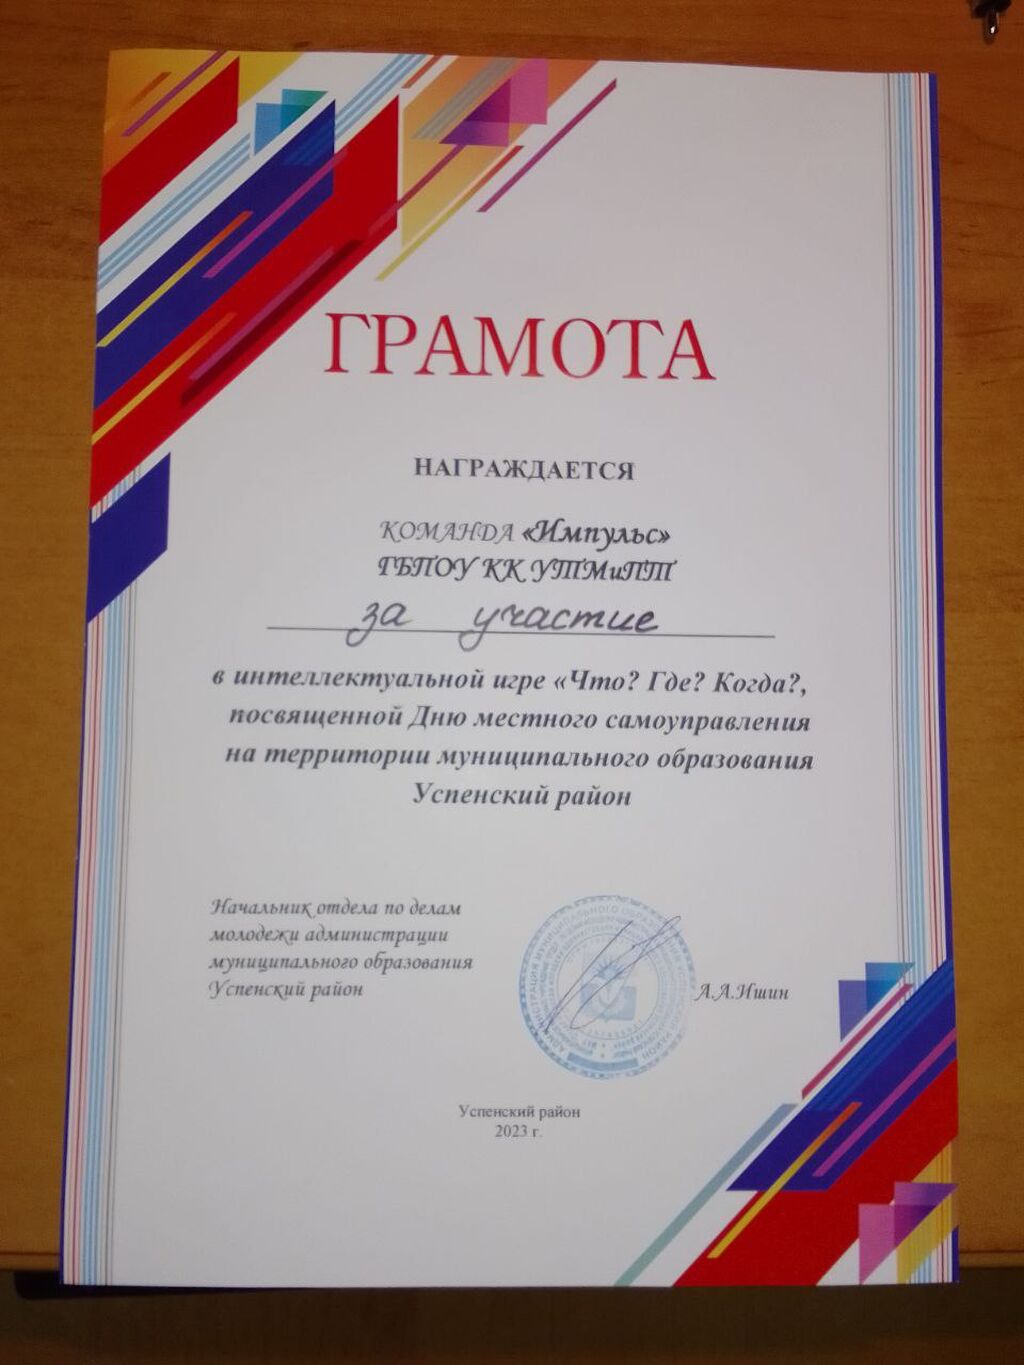 ГРАМОТА
НАГРАЖДАЕТСЯ
КОМАНДА «Импульс»
ГБПОУ КК УТМиПТ
за участие
в интеллектуальной игре «Что? Где? Когда?,
посвященной Дню местного самоуправления
на территории муниципального образования
Успенский район
Начальник отдела по делам
молодежи администрации
муниципального образования
Успенский район
А.А.Ишин
Успенский район
2023 г.